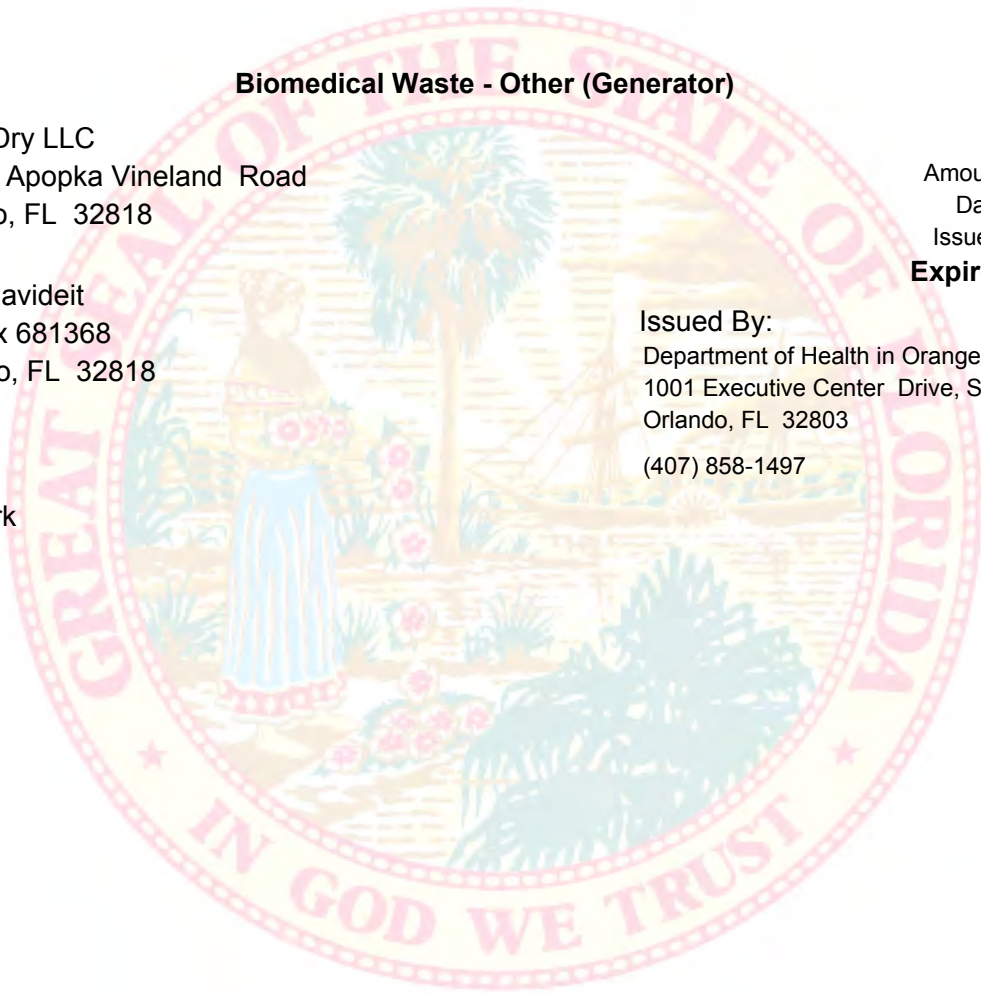 Biomedical Waste - Other (Generator)
Dry LLC
Apopka Vineland Road
o, FL 32818
Amou
Da
Issue
Expir
avideit
x 681368
o, FL 32818
Issued By:
Department of Health in Orange
1001 Executive Center Drive, S
Orlando, FL 32803
(407) 858-1497
rk
GREAT SEAL OF THE STATE OF FLORIDA
IN GOD WE TRUST